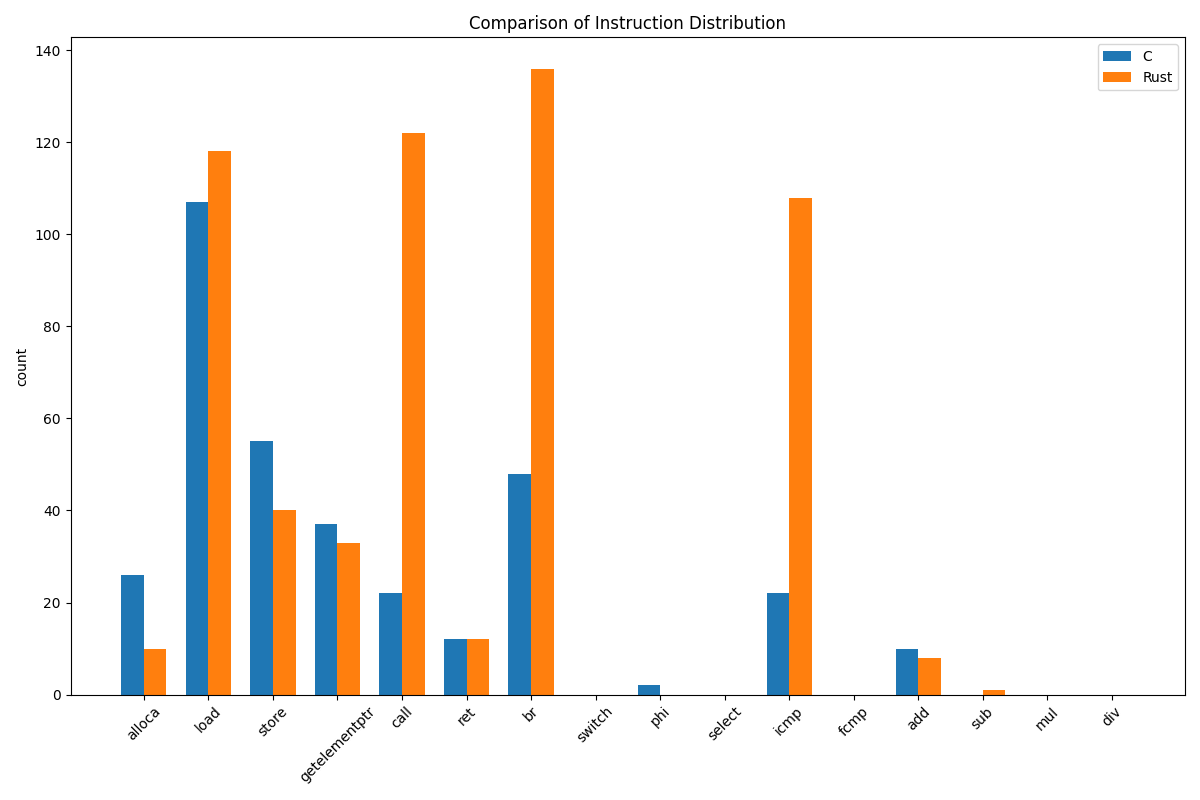 Comparison of Instruction Distribution
C
Rust
count
140
120
100
80
60
40
20
0
alloca
load
store
getelementptr
call
ret
br
switch
phi
select
icmp
fcmp
add
sub
mul
div